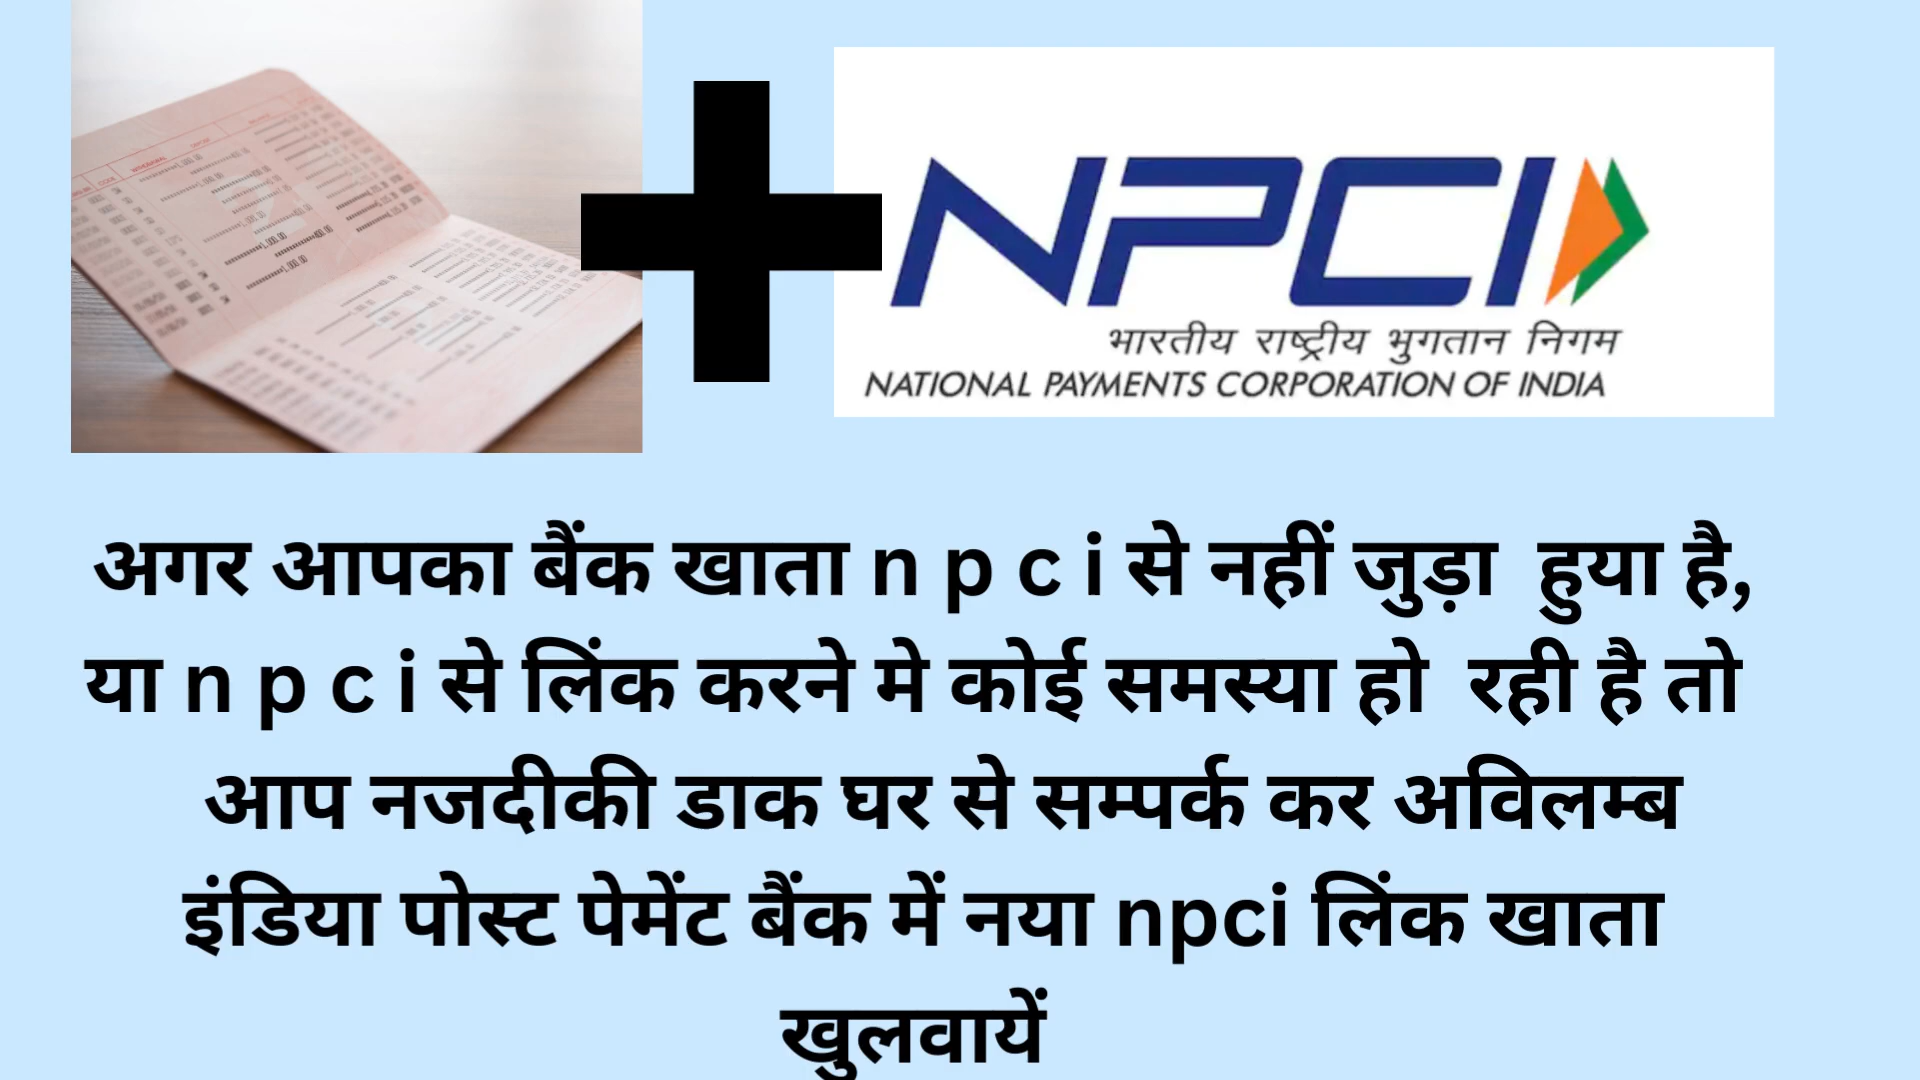 WITHDRAWAL
NPCI
भारतीय राष्ट्रीय भुगतान निगम
NATIONAL PAYMENTS CORPORATION OF INDIA
अगर आपका बैंक खाता n p c i से नहीं जुड़ा हुया है,
या n p c i से लिंक करने मे कोई समस्या हो रही है तो
आप नजदीकी डाक घर से सम्पर्क कर अविलम्ब
इंडिया पोस्ट पेमेंट बैंक में नया npci लिंक खाता
खुलवायें